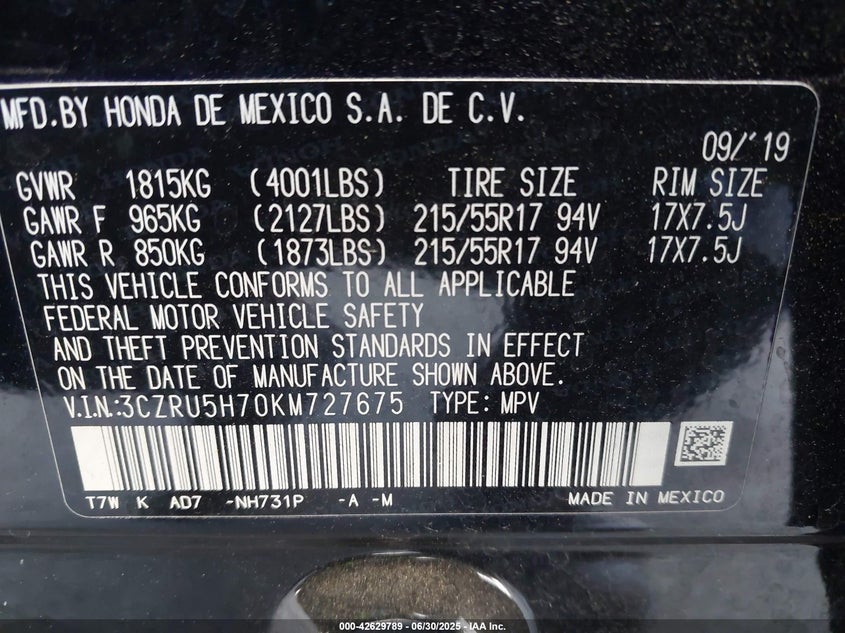 MFD.BY HONDA DE MEXICO S.A. DE C.V.
09/'19
GVWR 1815KG (4001LBS) TIRE SIZE RIM SIZE
GAWR F 965KG (2127LBS) 215/55R17 94V 17X7.5J
GAWR R 850KG (1873LBS) 215/55R17 94V 17X7.5J
THIS VEHICLE CONFORMS TO ALL APPLICABLE
FEDERAL MOTOR VEHICLE SAFETY
AND THEFT PREVENTION STANDARDS IN EFFECT
ON THE DATE OF MANUFACTURE SHOWN ABOVE.
V.I.N.:3CZRU5H70KM727675 TYPE: MPV
T7W K AD7 -NH731P -A -M MADE IN MEXICO
000-42629789 - 06/30/2025 - IAA Inc.